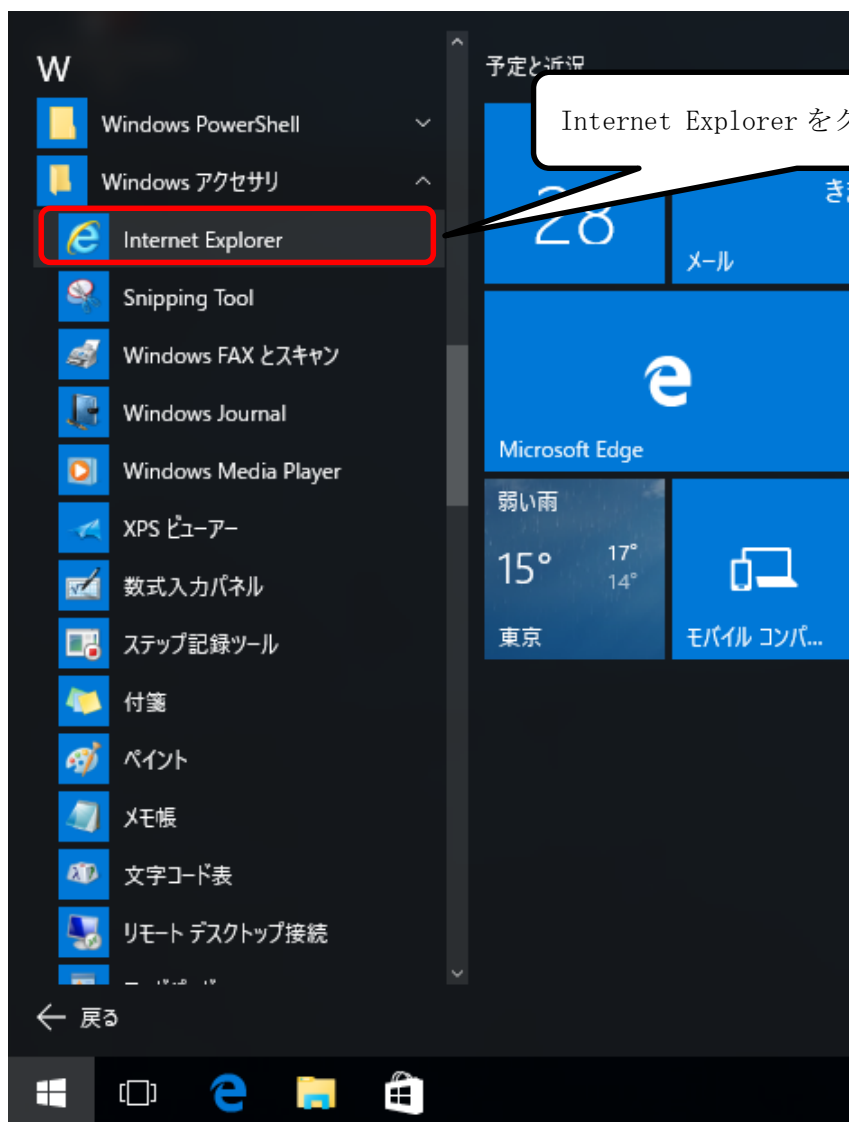 W
Windows PowerShell
Windows アクセサリ
Internet Explorer
Snipping Tool
Windows FAX とスキャン
Windows Journal
Windows Media Player
XPS ビューアー
数式入力パネル
ステップ記録ツール
付箋
ペイント
メモ帳
文字コード表
リモート デスクトップ接続
戻る
予定と近況
Internet Explorer をク
28
メール
Microsoft Edge
弱い雨
15° 17°
14°
東京
モバイル コンパ...